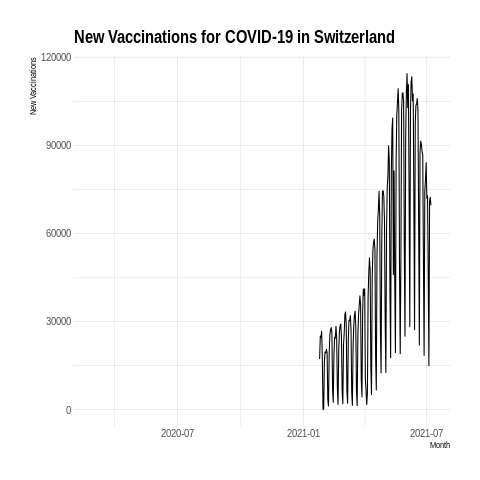 New Vaccinations for COVID-19 in Switzerland
New Vaccinations
120000
90000
60000
30000
0
2020-07
2021-01
2021-07
Month